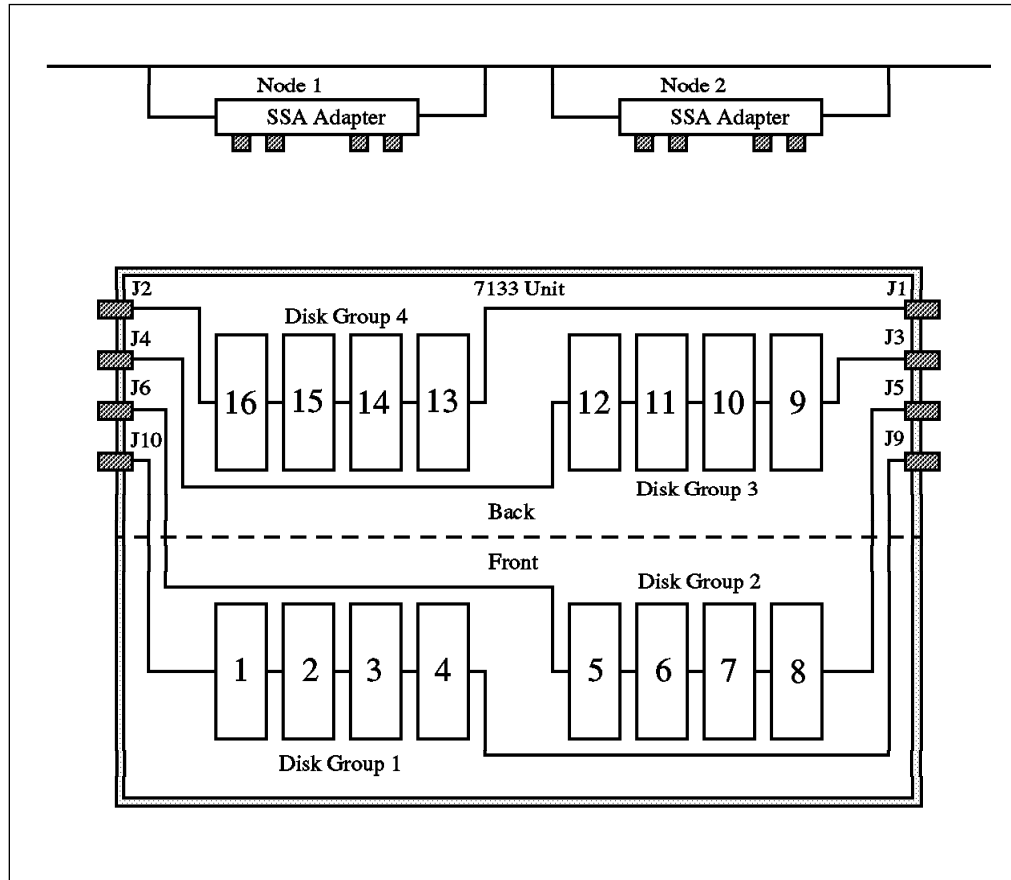 Node 1
Node 2
SSA Adapter
SSA Adapter
J2
7133 Unit
J1
Disk Group 4
J4
J3
J6
J5
16
15
14
13
12
11
10
9
J10
J9
Disk Group 3
Back
Front
Disk Group 2
1
2
3
4
5
6
7
8
Disk Group 1